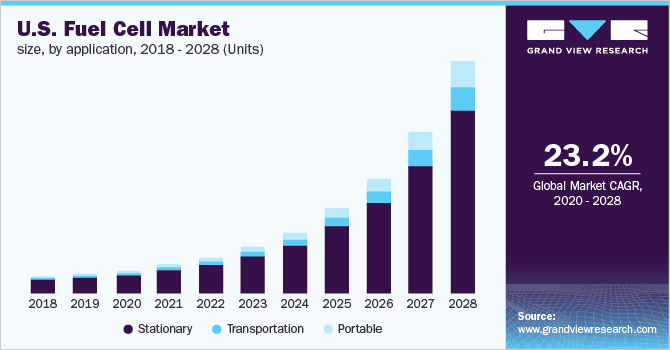 U.S. Fuel Cell Market
size, by application, 2018 - 2028 (Units)
2018 2019 2020 2021 2022 2023 2024 2025 2026 2027 2028
Stationary Transportation Portable
GRAND VIEW RESEARCH
23.2%
Global Market CAGR,
2020 - 2028
Source:
www.grandviewresearch.com